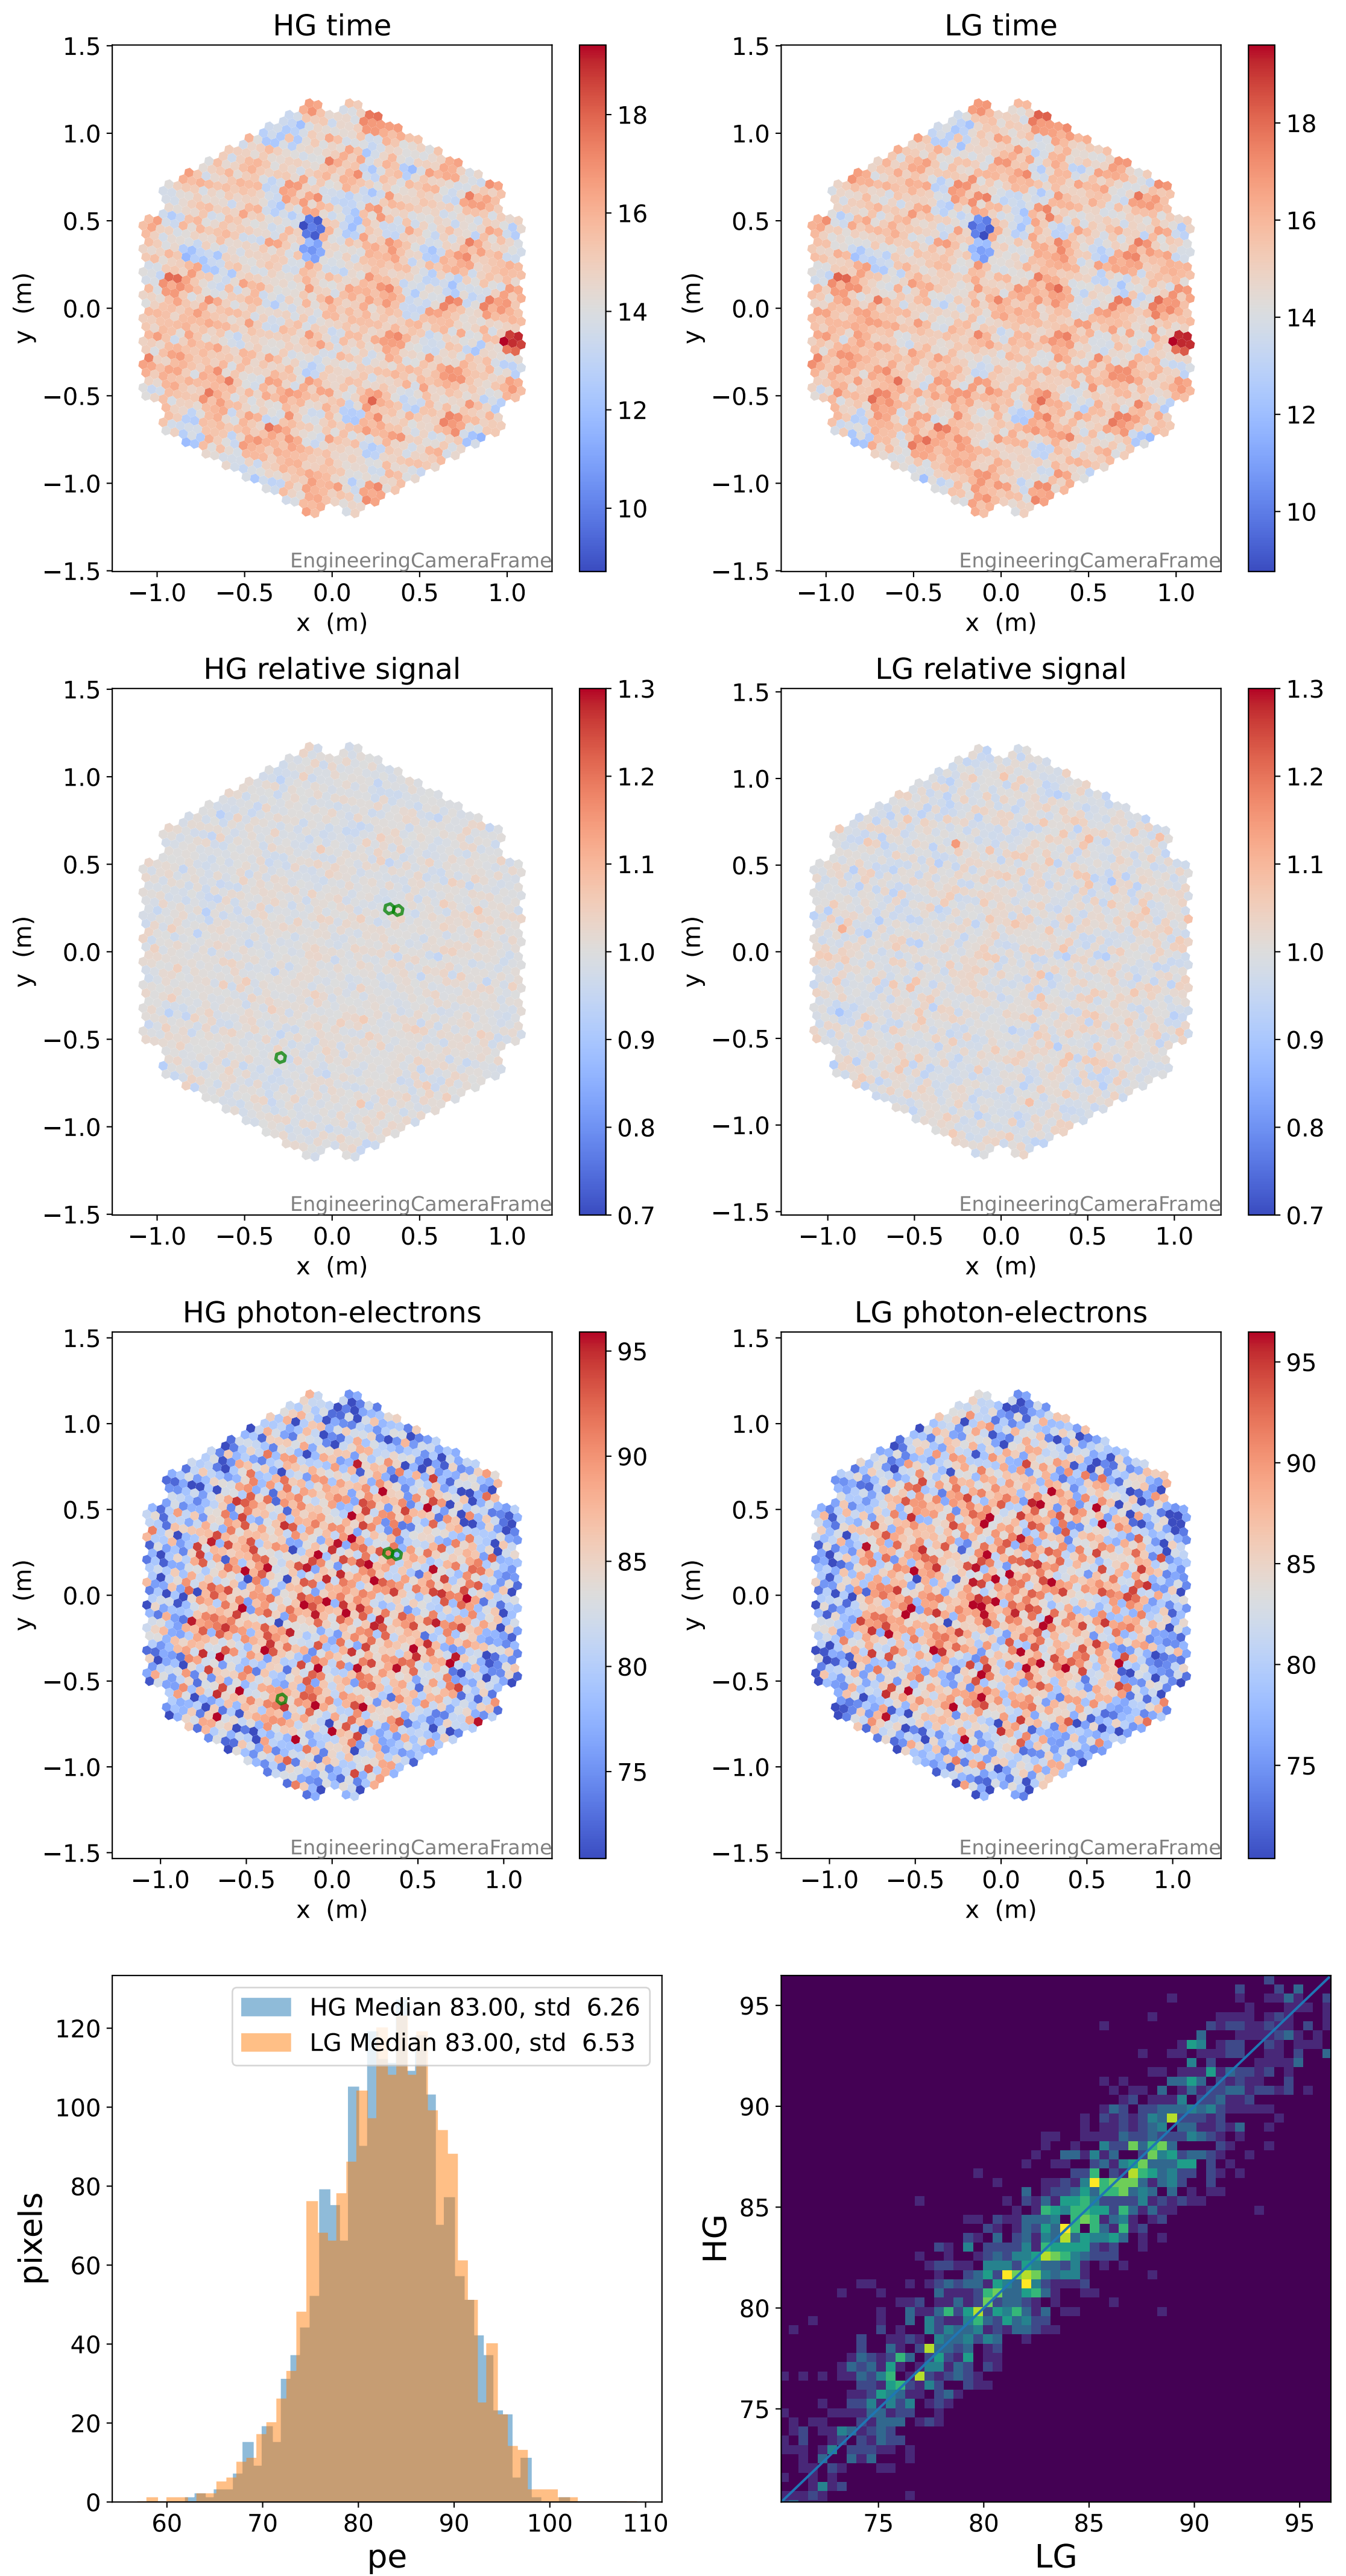 HG time
LG time
1.5
1.0
0.5
0.0
−0.5
−1.0
−1.5
y (m)
−1.0 −0.5 0.0 0.5 1.0
x (m)
EngineeringCameraFrame
18
16
14
12
10
1.5
1.0
0.5
0.0
−0.5
−1.0
−1.5
y (m)
−1.0 −0.5 0.0 0.5 1.0
x (m)
EngineeringCameraFrame
18
16
14
12
10
HG relative signal
LG relative signal
1.5
1.0
0.5
0.0
−0.5
−1.0
−1.5
y (m)
−1.0 −0.5 0.0 0.5 1.0
x (m)
EngineeringCameraFrame
1.3
1.2
1.1
1.0
0.9
0.8
0.7
1.5
1.0
0.5
0.0
−0.5
−1.0
−1.5
y (m)
−1.0 −0.5 0.0 0.5 1.0
x (m)
EngineeringCameraFrame
1.3
1.2
1.1
1.0
0.9
0.8
0.7
HG photon-electrons
LG photon-electrons
1.5
1.0
0.5
0.0
−0.5
−1.0
−1.5
y (m)
−1.0 −0.5 0.0 0.5 1.0
x (m)
EngineeringCameraFrame
95
90
85
80
75
1.5
1.0
0.5
0.0
−0.5
−1.0
−1.5
y (m)
−1.0 −0.5 0.0 0.5 1.0
x (m)
EngineeringCameraFrame
95
90
85
80
75
HG Median 83.00, std 6.26
LG Median 83.00, std 6.53
120
100
80
60
40
20
0
pixels
60 70 80 90 100 110
pe
95
90
85
80
75
HG
75 80 85 90 95
LG